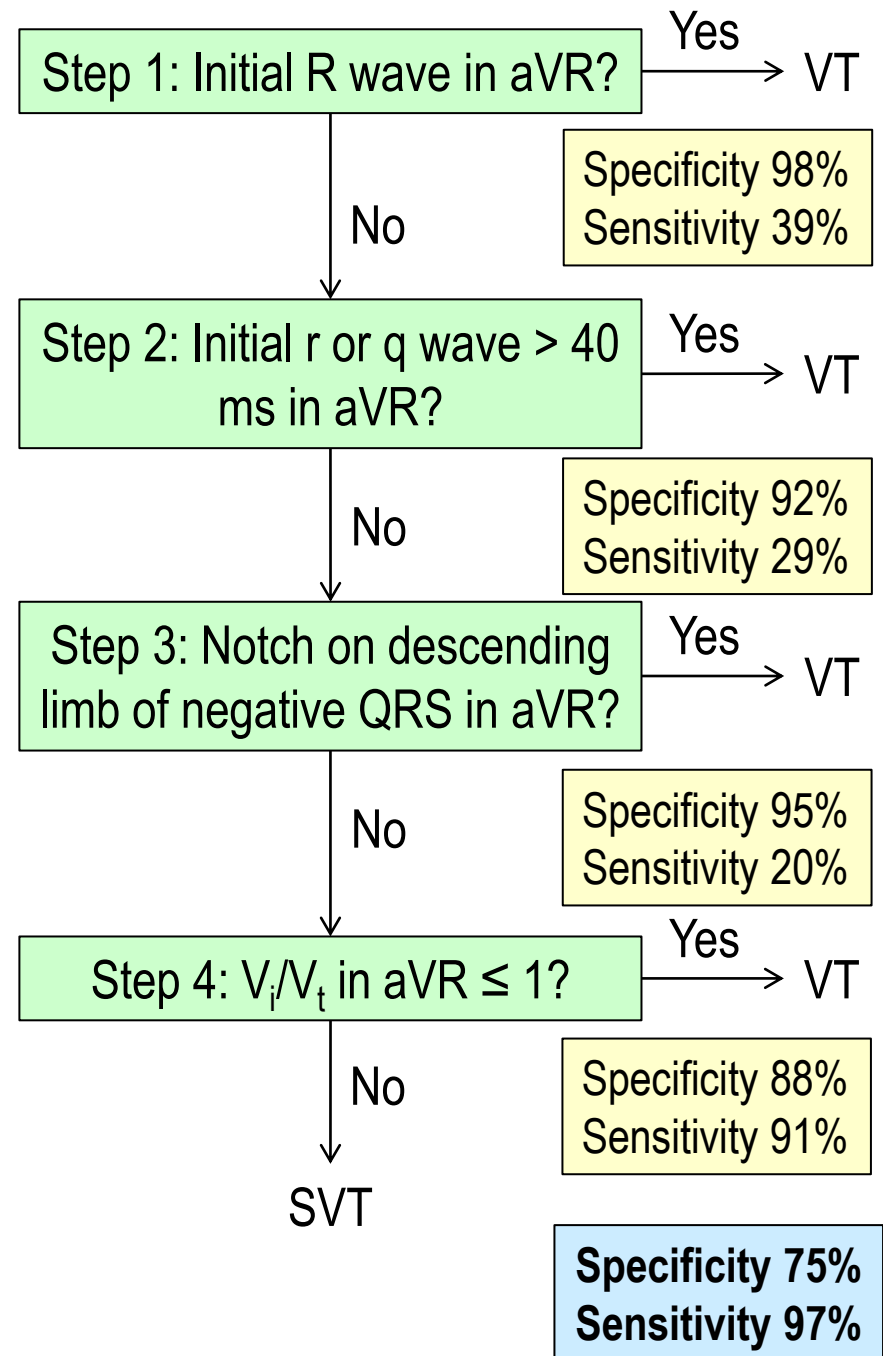 Step 1: Initial R wave in aVR?
Yes
VT
Specificity 98%
Sensitivity 39%
No
Step 2: Initial r or q wave > 40
ms in aVR?
Yes
VT
Specificity 92%
Sensitivity 29%
No
Step 3: Notch on descending
limb of negative QRS in aVR?
Yes
VT
Specificity 95%
Sensitivity 20%
No
Step 4: Vi/Vt in aVR ≤ 1?
Yes
VT
Specificity 88%
Sensitivity 91%
No
SVT
Specificity 75%
Sensitivity 97%